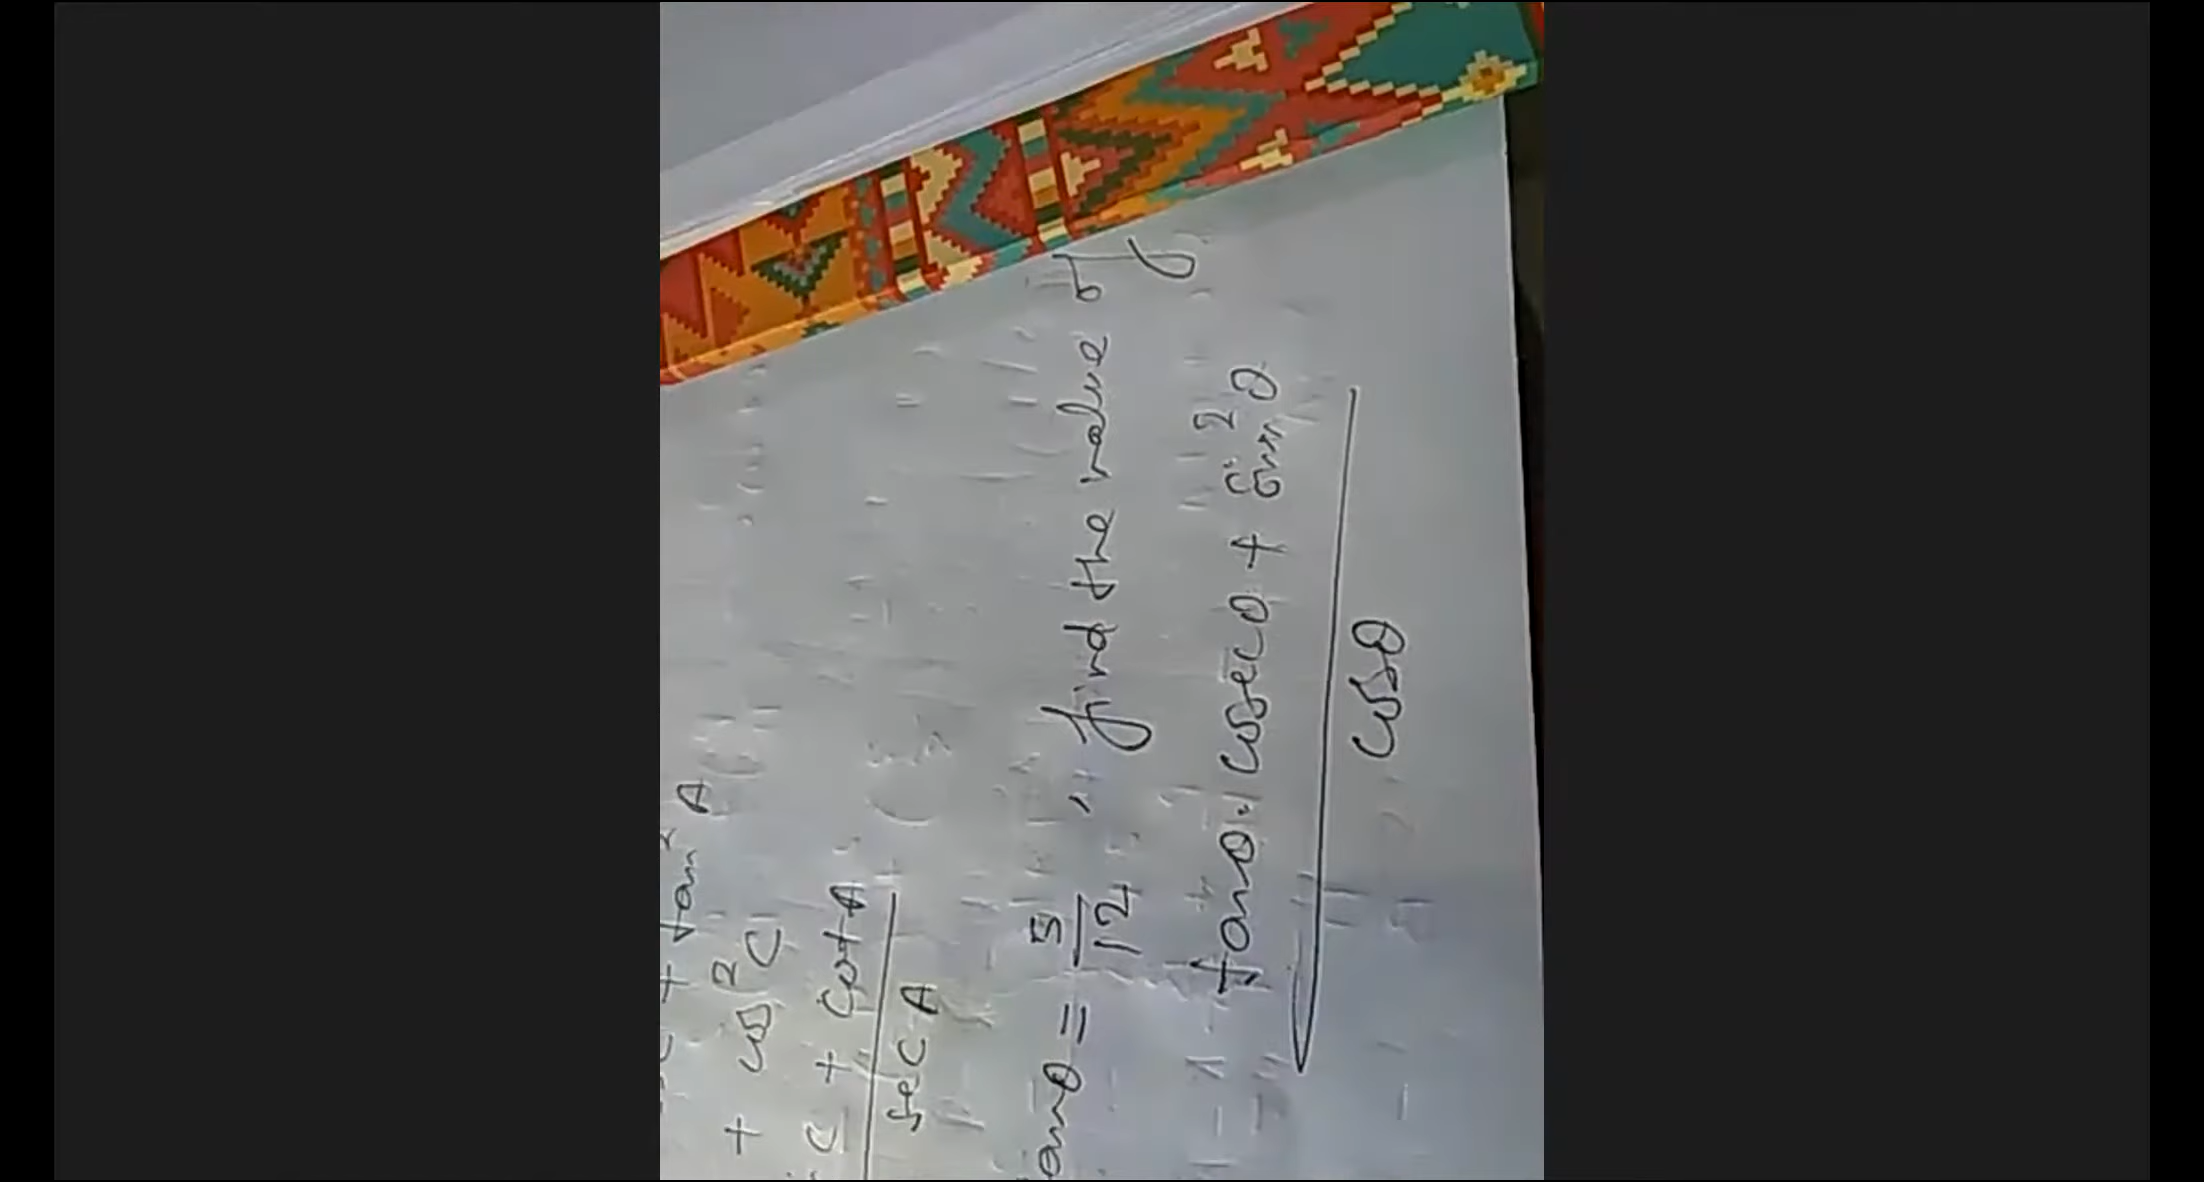 + tan² A
+ cos² C
C + cot A
sec A
tanθ = 5/12, find the value of
tanθ · cosecθ + sin²θ
cosθ